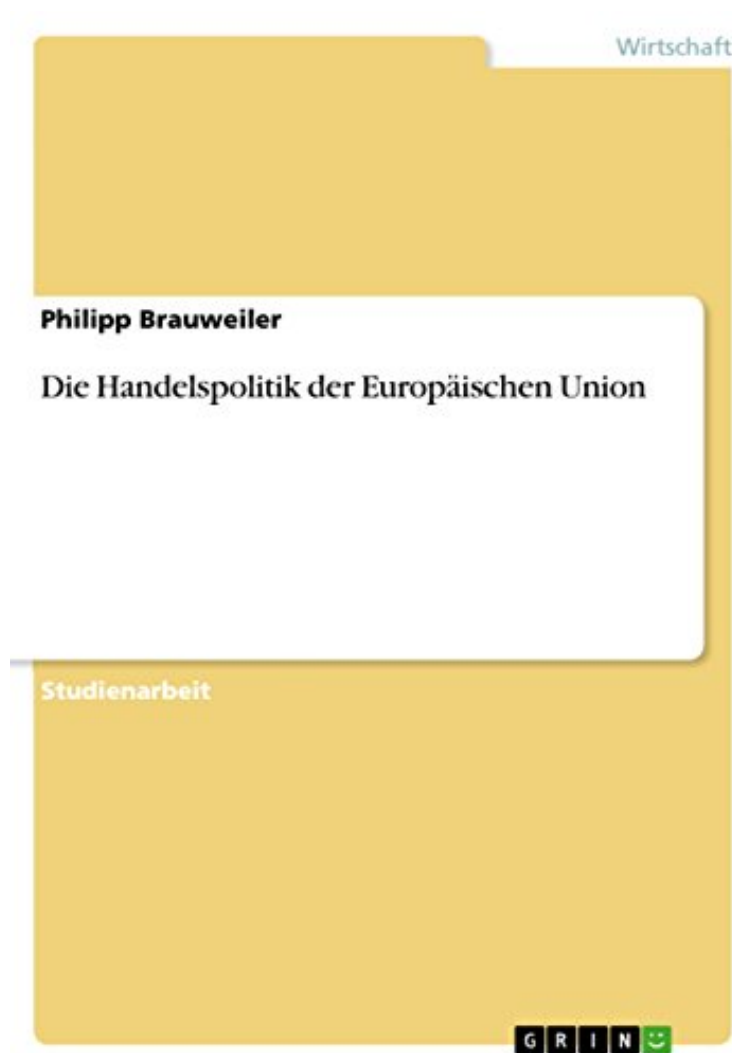 Wirtschaft
Philipp Brauweiler
Die Handelspolitik der Europäischen Union
Studienarbeit
GRIN